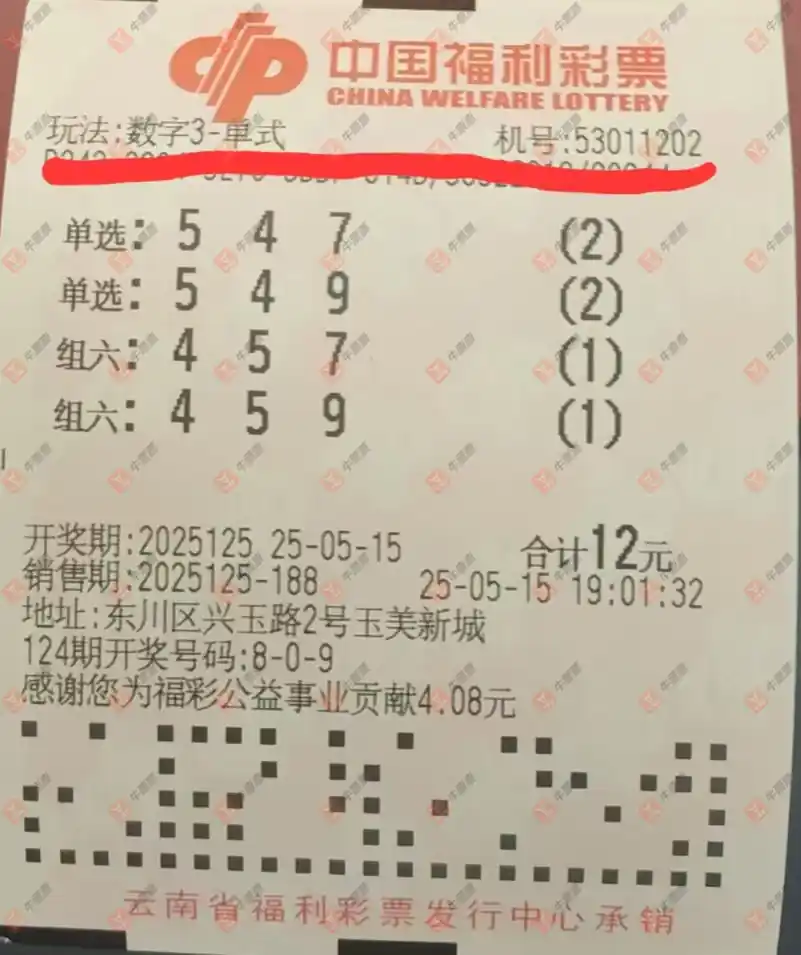 中国福利彩票
CHINA WELFARE LOTTERY
玩法:数字3-单式 机号:53011202
单选: 5 4 7 (2)
单选: 5 4 9 (2)
组六: 4 5 7 (1)
组六: 4 5 9 (1)
开奖期:2025125 25-05-15 合计12元
销售期:2025125-188 25-05-15 19:01:32
地址:东川区兴玉路2号玉美新城
124期开奖号码:8-0-9
感谢您为福彩公益事业贡献4.08元
云南省福利彩票发行中心承销